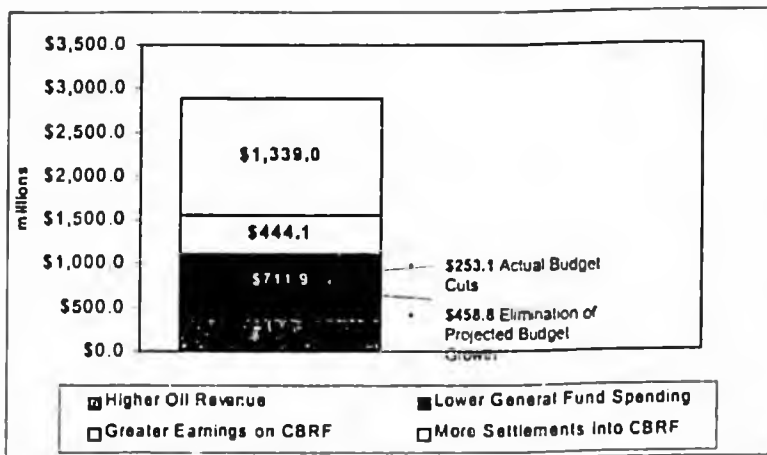 $3,500.0
$3,000.0
$2,500.0
$2,000.0
$1,500.0
$1,000.0
$500.0
$0.0
millions
$1,339.0
$444.1
$711.9
$253.1 Actual Budget
Cuts
$458.8 Elimination of
Projected Budget
Growth
Higher Oil Revenue
Lower General Fund Spending
Greater Earnings on CBRF
More Settlements into CBRF